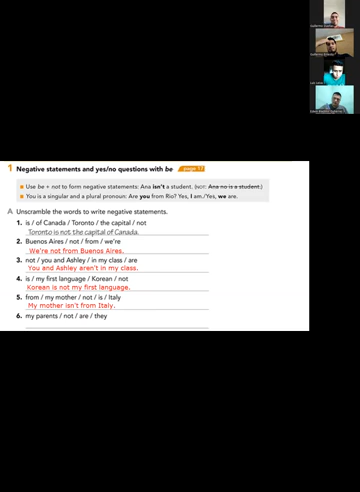 1 Negative statements and yes/no questions with be page 17
Use be + not to form negative statements: Ana isn't a student. (NOT: Ana no is a student.)
You is a singular and a plural pronoun: Are you from Rio? Yes, I am./Yes, we are.
A Unscramble the words to write negative statements.
1. is / of Canada / Toronto / the capital / not
Toronto is not the capital of Canada.
2. Buenos Aires / not / from / we're
We're not from Buenos Aires.
3. not / you and Ashley / in my class / are
You and Ashley aren't in my class.
4. is / my first language / Korean / not
Korean is not my first language.
5. from / my mother / not / is / Italy
My mother isn't from Italy.
6. my parents / not / are / they